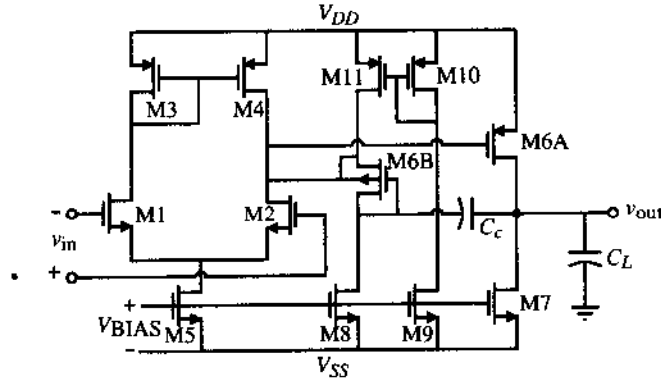 V_DD
M3
M4
M11
M10
M6A
M6B
M1
M2
−
v_in
+
C_c
v_out
C_L
+
V_BIAS
−
M5
M8
M9
M7
V_SS